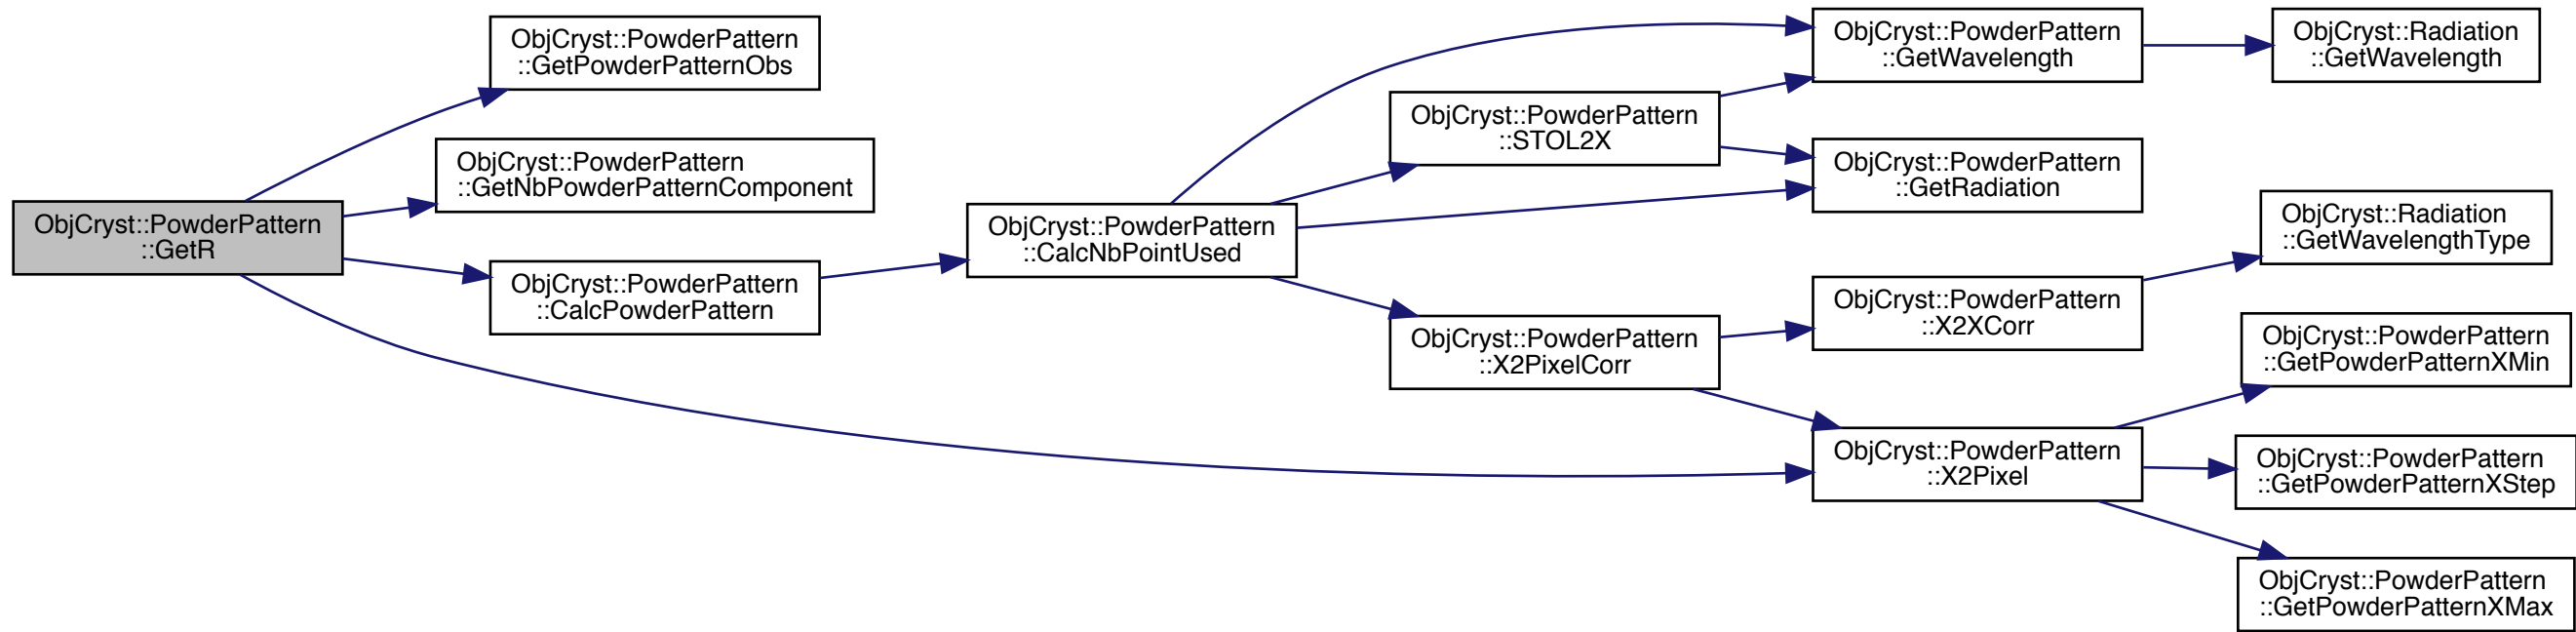 ObjCryst::PowderPattern
::GetR
ObjCryst::PowderPattern
::GetPowderPatternObs
ObjCryst::PowderPattern
::GetNbPowderPatternComponent
ObjCryst::PowderPattern
::CalcPowderPattern
ObjCryst::PowderPattern
::CalcNbPointUsed
ObjCryst::PowderPattern
::STOL2X
ObjCryst::PowderPattern
::X2PixelCorr
ObjCryst::PowderPattern
::GetWavelength
ObjCryst::PowderPattern
::GetRadiation
ObjCryst::PowderPattern
::X2XCorr
ObjCryst::PowderPattern
::X2Pixel
ObjCryst::Radiation
::GetWavelength
ObjCryst::Radiation
::GetWavelengthType
ObjCryst::PowderPattern
::GetPowderPatternXMin
ObjCryst::PowderPattern
::GetPowderPatternXStep
ObjCryst::PowderPattern
::GetPowderPatternXMax